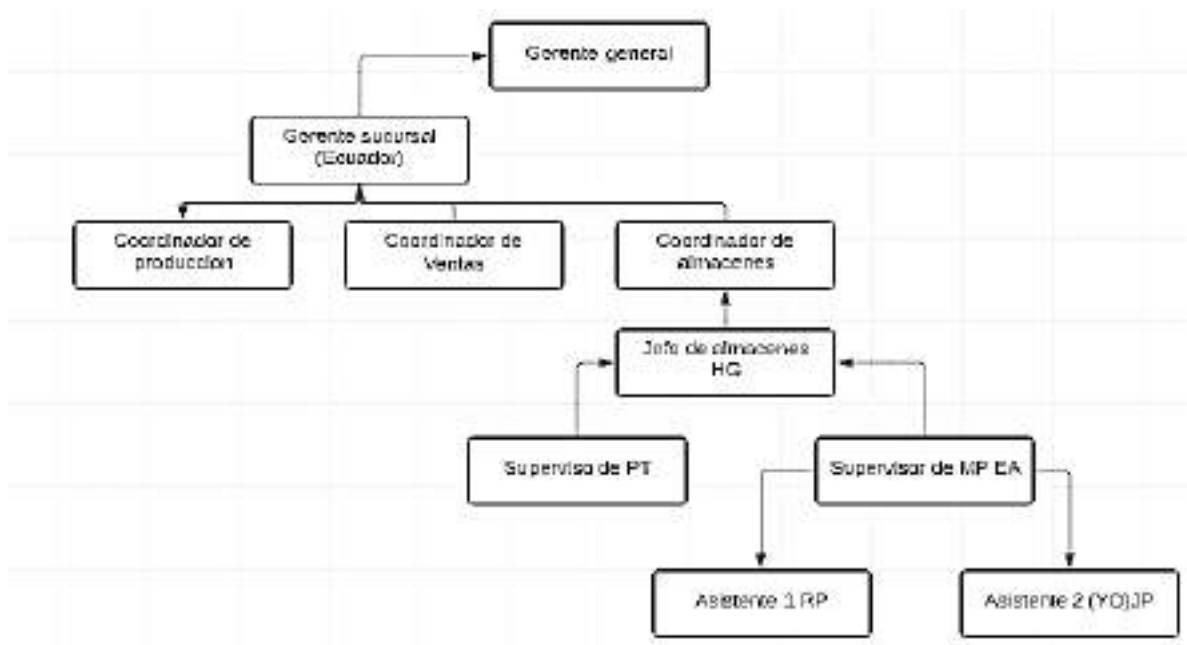 Gerente general
Gerente sucursal
(Ecuador)
Coordinador de
produccion
Coordinador de
Ventas
Coordinador de
almacenes
Jefe de almacenes
HG
Supervisa de PT
Supervisor de MP EA
Asistente 1 RP
Asistente 2 (YO)JP